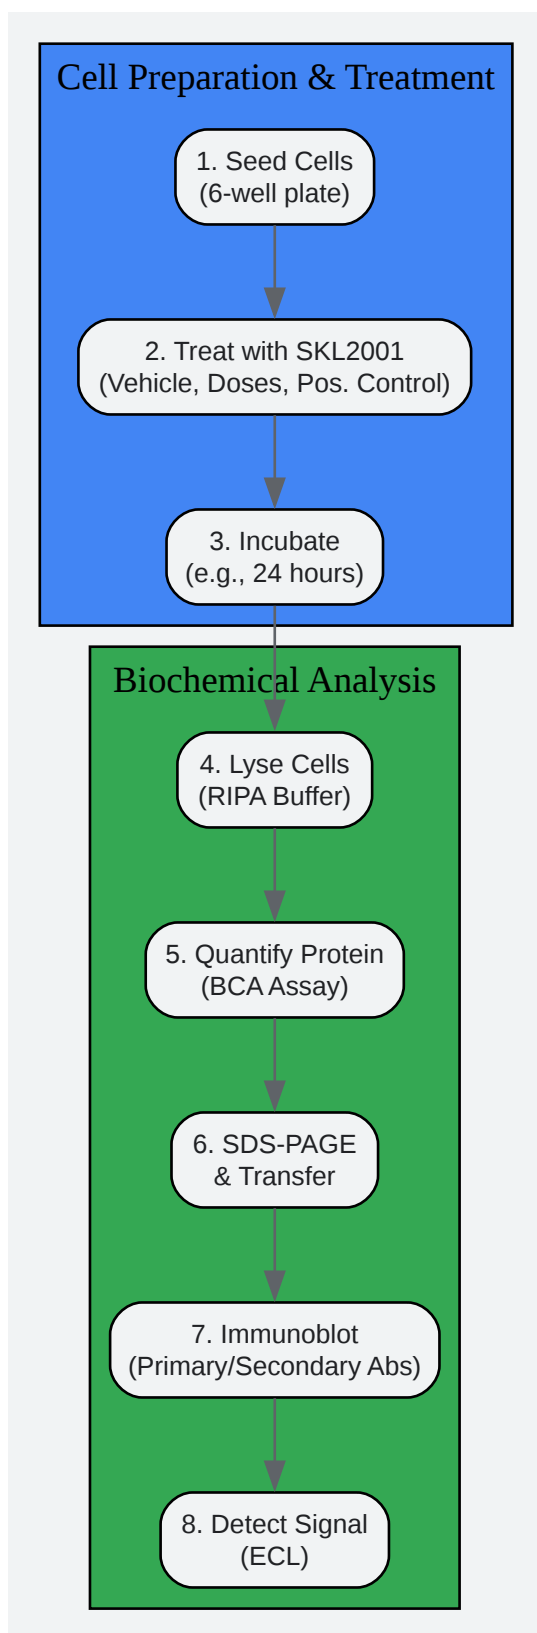 Cell Preparation & Treatment
1. Seed Cells
(6-well plate)
2. Treat with SKL2001
(Vehicle, Doses, Pos. Control)
3. Incubate
(e.g., 24 hours)
Biochemical Analysis
4. Lyse Cells
(RIPA Buffer)
5. Quantify Protein
(BCA Assay)
6. SDS-PAGE
& Transfer
7. Immunoblot
(Primary/Secondary Abs)
8. Detect Signal
(ECL)